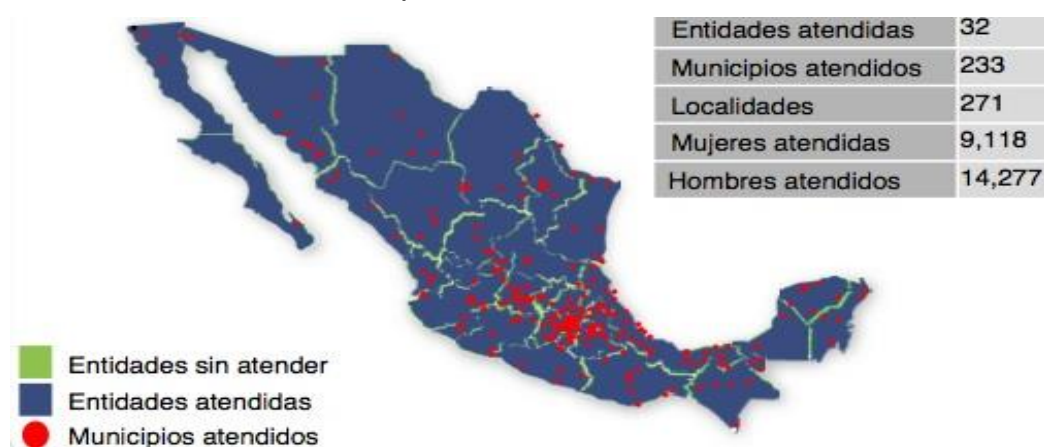 Entidades atendidas 32
Municipios atendidos 233
Localidades 271
Mujeres atendidas 9,118
Hombres atendidos 14,277
Entidades sin atender
Entidades atendidas
Municipios atendidos